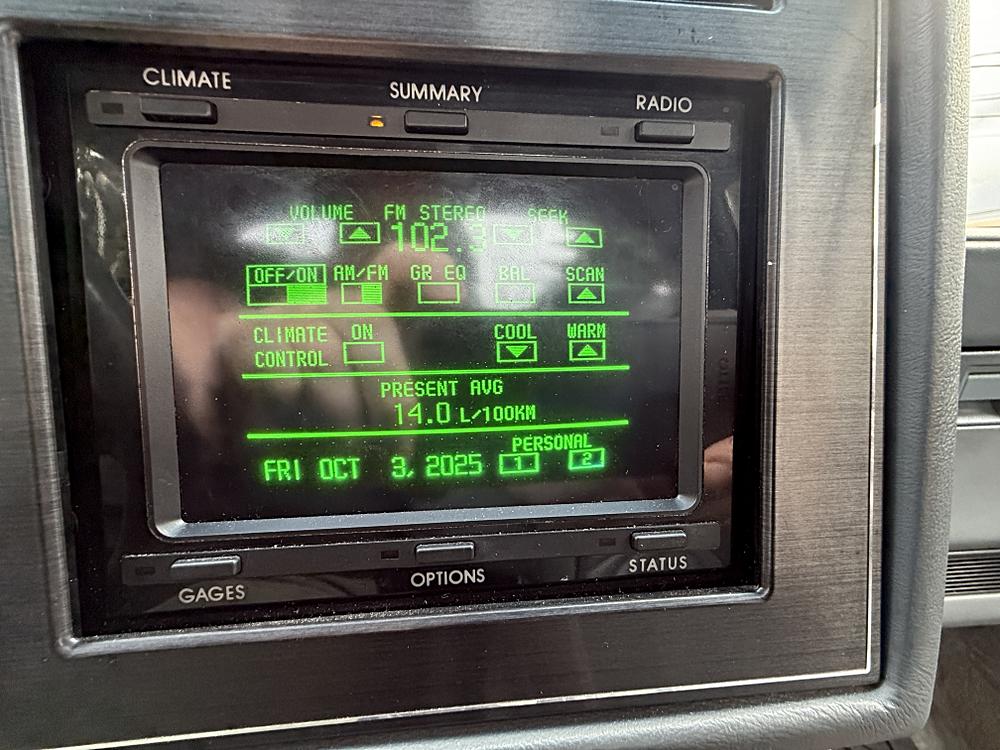 CLIMATE
SUMMARY
RADIO
VOLUME FM STEREO SEEK
102.3
OFF/ON AM/FM GR EQ BAL SCAN
CLIMATE CONTROL ON COOL WARM
PRESENT AVG
14.0 L/100KM
PERSONAL
FRI OCT 3, 2025 1 2
GAGES
OPTIONS
STATUS